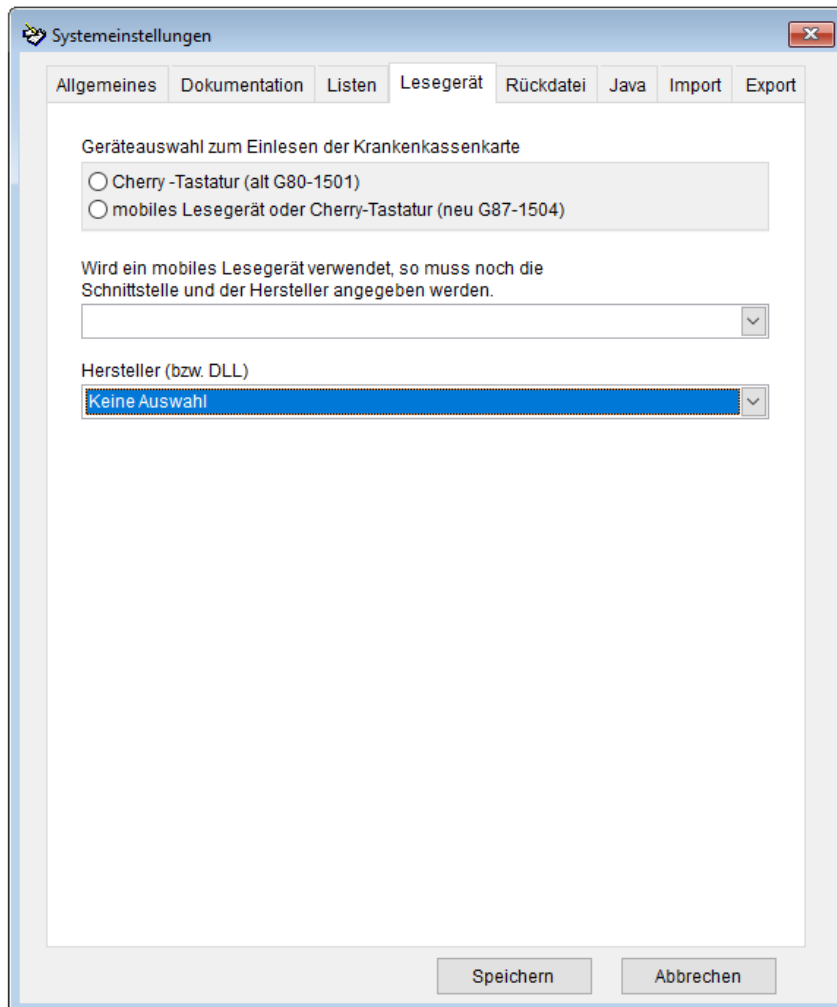 Systemeinstellungen
Allgemeines Dokumentation Listen Lesegerät Rückdatei Java Import Export
Geräteauswahl zum Einlesen der Krankenkassenkarte
Cherry -Tastatur (alt G80-1501)
mobiles Lesegerät oder Cherry-Tastatur (neu G87-1504)
Wird ein mobiles Lesegerät verwendet, so muss noch die
Schnittstelle und der Hersteller angegeben werden.
Hersteller (bzw. DLL)
Keine Auswahl
Speichern Abbrechen